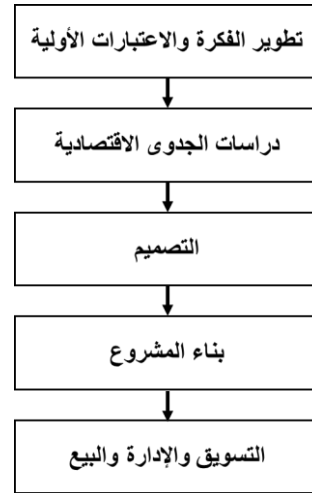 تطوير الفكرة والاعتبارات الأولية
دراسات الجدوى الاقتصادية
التصميم
بناء المشروع
التسويق والإدارة والبيع